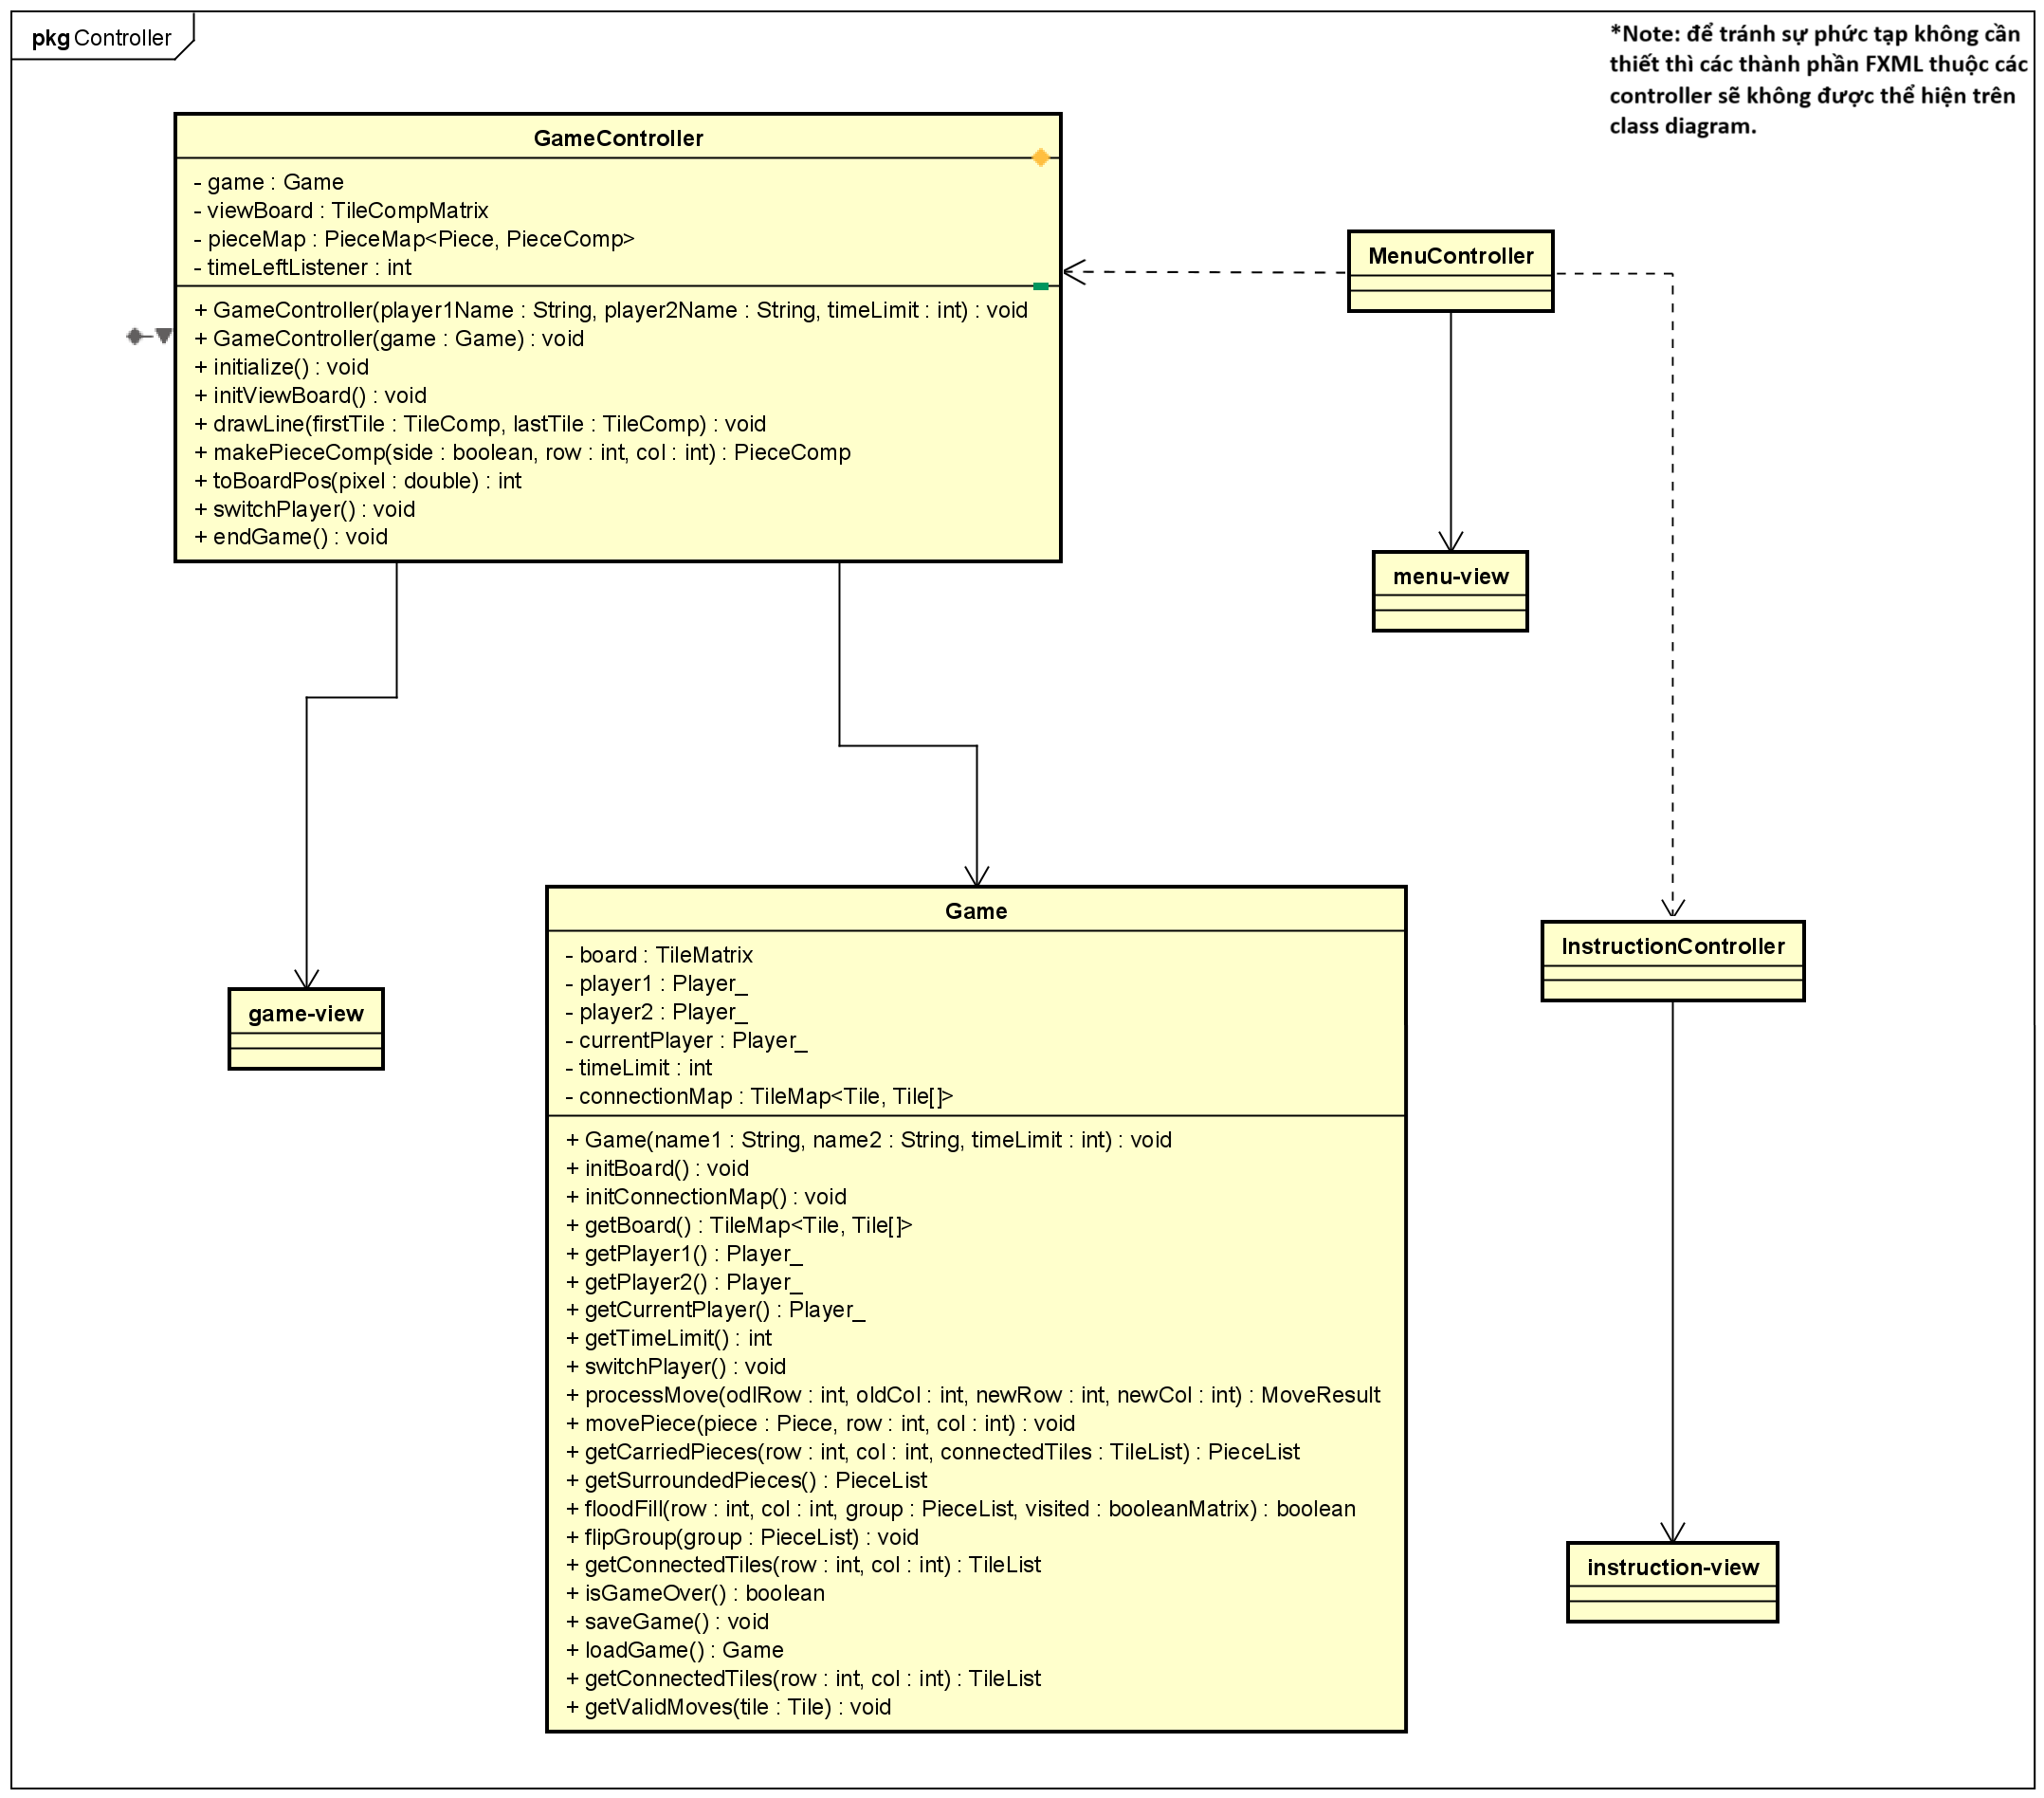 pkg Controller
*Note: để tránh sự phức tạp không cần
thiết thì các thành phần FXML thuộc các
controller sẽ không được thể hiện trên
class diagram.
GameController
- game : Game
- viewBoard : TileCompMatrix
- pieceMap : PieceMap<Piece, PieceComp>
- timeLeftListener : int
+ GameController(player1Name : String, player2Name : String, timeLimit : int) : void
+ GameController(game : Game) : void
+ initialize() : void
+ initViewBoard() : void
+ drawLine(firstTile : TileComp, lastTile : TileComp) : void
+ makePieceComp(side : boolean, row : int, col : int) : PieceComp
+ toBoardPos(pixel : double) : int
+ switchPlayer() : void
+ endGame() : void
MenuController
menu-view
game-view
Game
- board : TileMatrix
- player1 : Player_
- player2 : Player_
- currentPlayer : Player_
- timeLimit : int
- connectionMap : TileMap<Tile, Tile[]>
+ Game(name1 : String, name2 : String, timeLimit : int) : void
+ initBoard() : void
+ initConnectionMap() : void
+ getBoard() : TileMap<Tile, Tile[]>
+ getPlayer1() : Player_
+ getPlayer2() : Player_
+ getCurrentPlayer() : Player_
+ getTimeLimit() : int
+ switchPlayer() : void
+ processMove(odlRow : int, oldCol : int, newRow : int, newCol : int) : MoveResult
+ movePiece(piece : Piece, row : int, col : int) : void
+ getCarriedPieces(row : int, col : int, connectedTiles : TileList) : PieceList
+ getSurroundedPieces() : PieceList
+ floodFill(row : int, col : int, group : PieceList, visited : booleanMatrix) : boolean
+ flipGroup(group : PieceList) : void
+ getConnectedTiles(row : int, col : int) : TileList
+ isGameOver() : boolean
+ saveGame() : void
+ loadGame() : Game
+ getConnectedTiles(row : int, col : int) : TileList
+ getValidMoves(tile : Tile) : void
InstructionController
instruction-view